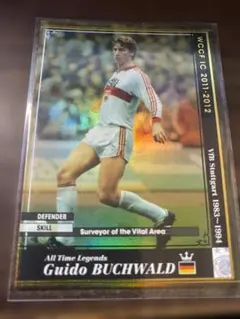 WCCF IC 2011-2012
VfB Stuttgart 1983~1994
DEFENDER
SKILL
Surveyor of the Vital Area
All Time Legends
Guido BUCHWALD